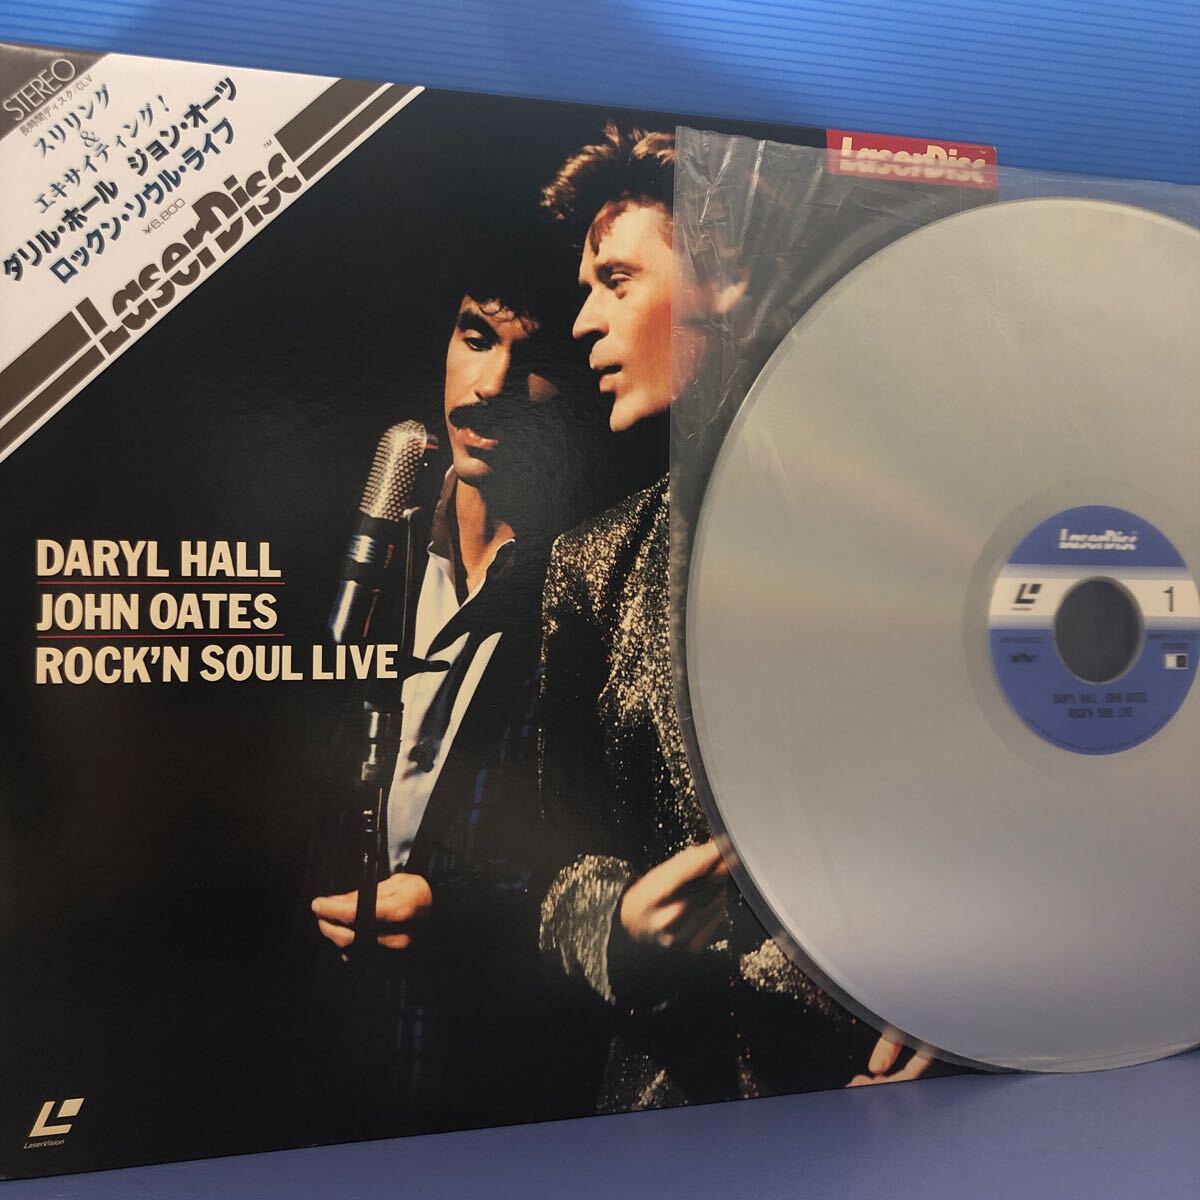 STEREO
長時間ディスク/CLV
スリリング
&
エキサイティング!
ダリル・ホール ジョン・オーツ
ロックン・ソウル・ライブ
¥6,800
LaserDisc™
LaserDisc
DARYL HALL
JOHN OATES
ROCK'N SOUL LIVE
LaserVision
LaserDisc
1
DARYL HALL, JOHN OATES
ROCK'N SOUL LIVE